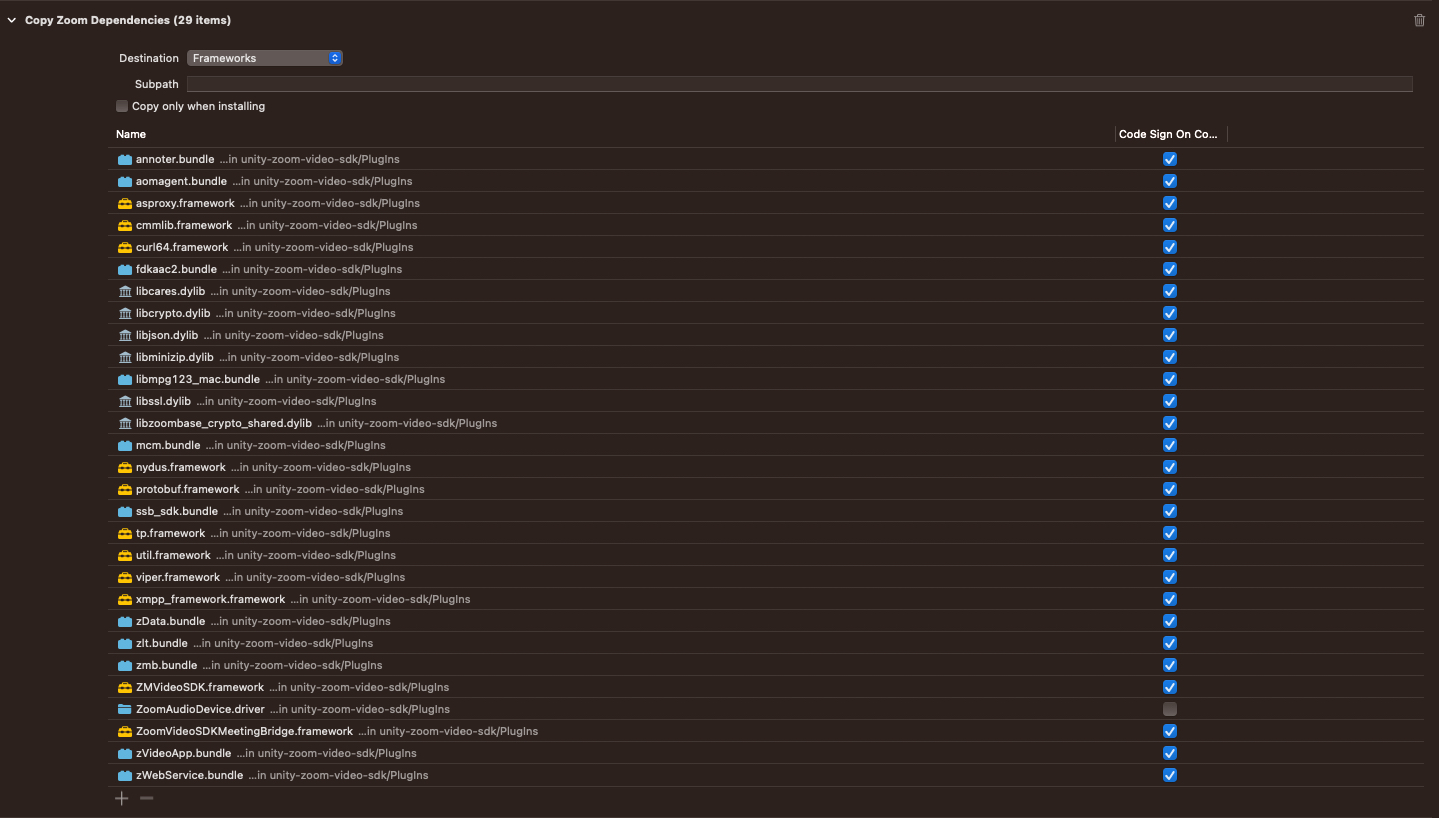 Copy Zoom Dependencies (29 items)
Destination Frameworks
Subpath
Copy only when installing
Name Code Sign On Co...
annoter.bundle ...in unity-zoom-video-sdk/PlugIns
aomagent.bundle ...in unity-zoom-video-sdk/PlugIns
asproxy.framework ...in unity-zoom-video-sdk/PlugIns
cmmlib.framework ...in unity-zoom-video-sdk/PlugIns
curl64.framework ...in unity-zoom-video-sdk/PlugIns
fdkaac2.bundle ...in unity-zoom-video-sdk/PlugIns
libcares.dylib ...in unity-zoom-video-sdk/PlugIns
libcrypto.dylib ...in unity-zoom-video-sdk/PlugIns
libjson.dylib ...in unity-zoom-video-sdk/PlugIns
libminizip.dylib ...in unity-zoom-video-sdk/PlugIns
libmpg123_mac.bundle ...in unity-zoom-video-sdk/PlugIns
libssl.dylib ...in unity-zoom-video-sdk/PlugIns
libzoombase_crypto_shared.dylib ...in unity-zoom-video-sdk/PlugIns
mcm.bundle ...in unity-zoom-video-sdk/PlugIns
nydus.framework ...in unity-zoom-video-sdk/PlugIns
protobuf.framework ...in unity-zoom-video-sdk/PlugIns
ssb_sdk.bundle ...in unity-zoom-video-sdk/PlugIns
tp.framework ...in unity-zoom-video-sdk/PlugIns
util.framework ...in unity-zoom-video-sdk/PlugIns
viper.framework ...in unity-zoom-video-sdk/PlugIns
xmpp_framework.framework ...in unity-zoom-video-sdk/PlugIns
zData.bundle ...in unity-zoom-video-sdk/PlugIns
zlt.bundle ...in unity-zoom-video-sdk/PlugIns
zmb.bundle ...in unity-zoom-video-sdk/PlugIns
ZMVideoSDK.framework ...in unity-zoom-video-sdk/PlugIns
ZoomAudioDevice.driver ...in unity-zoom-video-sdk/PlugIns
ZoomVideoSDKMeetingBridge.framework ...in unity-zoom-video-sdk/PlugIns
zVideoApp.bundle ...in unity-zoom-video-sdk/PlugIns
zWebService.bundle ...in unity-zoom-video-sdk/PlugIns